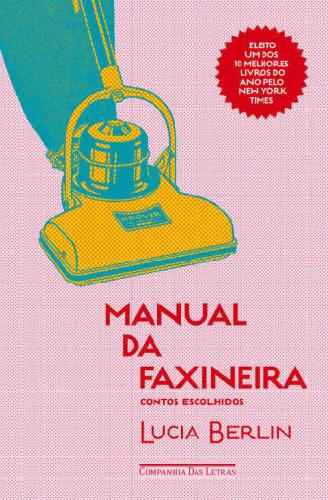 ELEITO
UM DOS
10 MELHORES
LIVROS DO
ANO PELO
NEW YORK
TIMES
HOOVER
MANUAL
DA
FAXINEIRA
CONTOS ESCOLHIDOS
LUCIA BERLIN
COMPANHIA DAS LETRAS